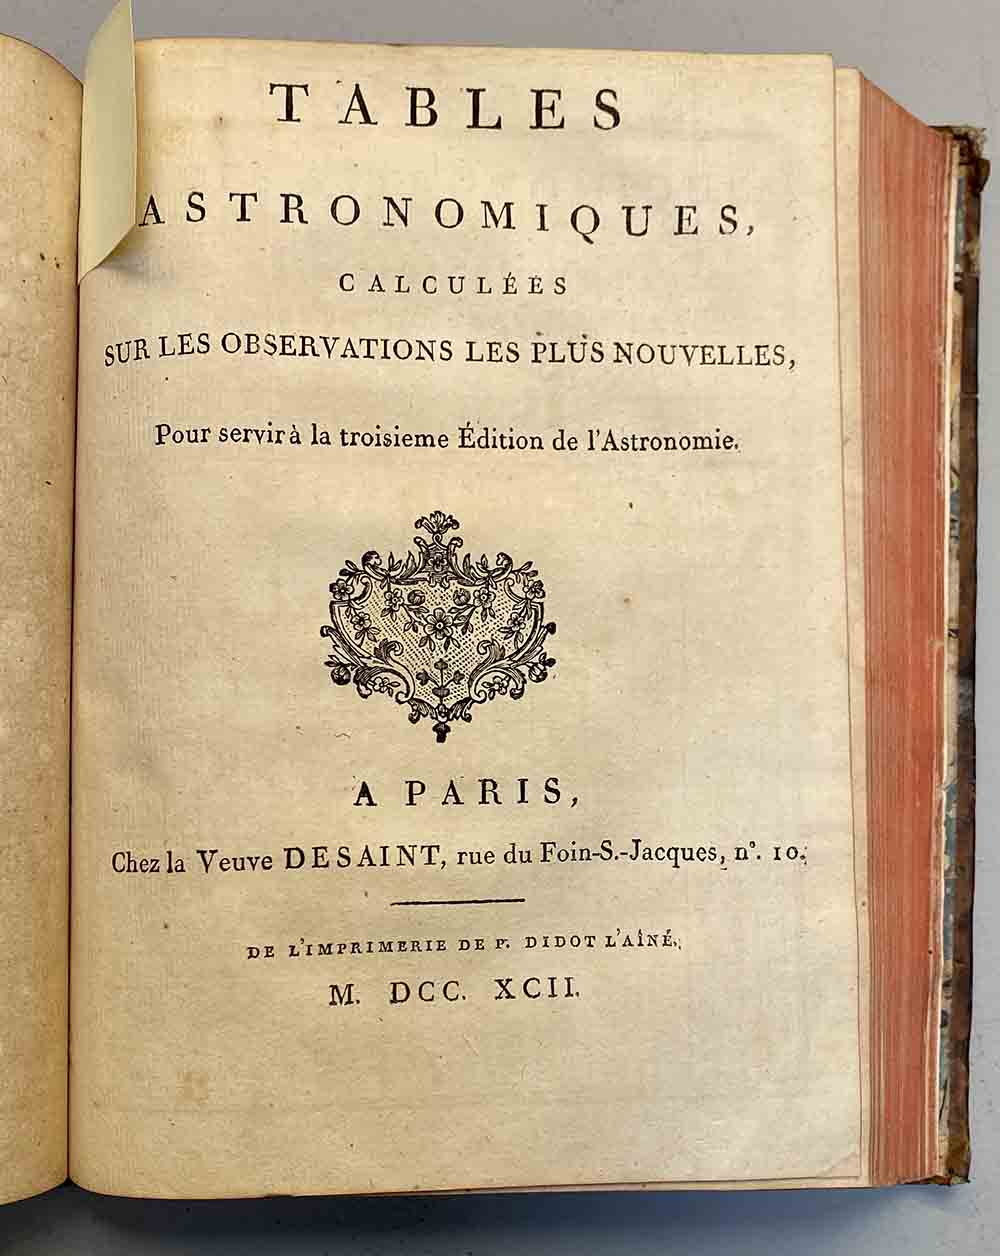 TABLES
ASTRONOMIQUES,
CALCULÉES
SUR LES OBSERVATIONS LES PLUS NOUVELLES,
Pour servir à la troisieme Édition de l'Astronomie.
A PARIS,
Chez la Veuve DESAINT, rue du Foin-S.-Jacques, n°. 10.
DE L'IMPRIMERIE DE P. DIDOT L'AÎNÉ.
M. DCC. XCII.